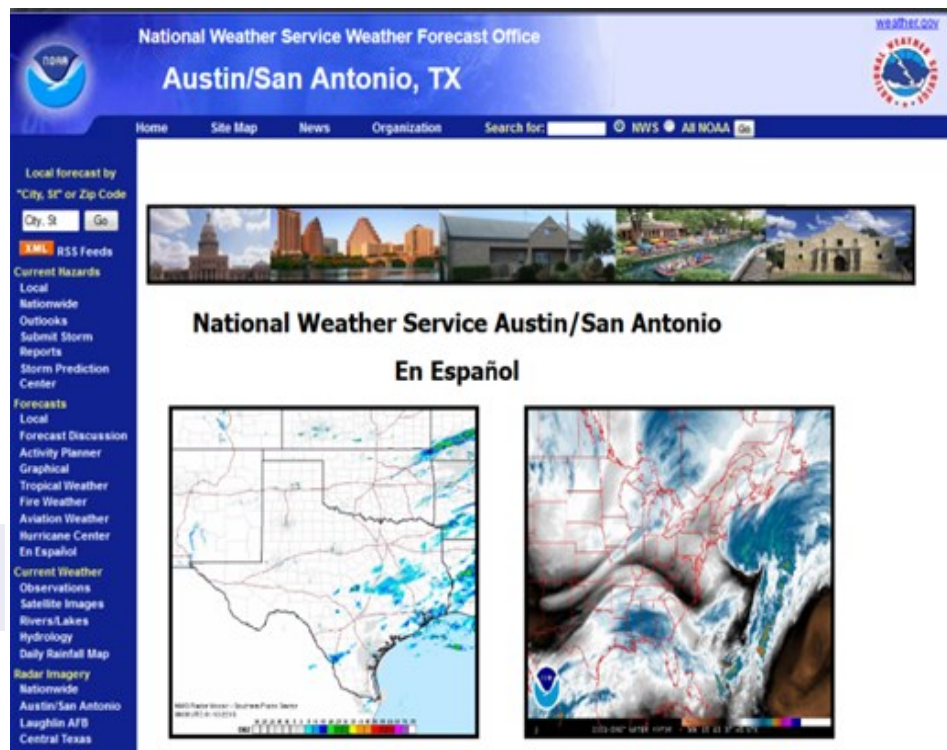 weather.gov
National Weather Service Weather Forecast Office
Austin/San Antonio, TX
NOAA
NATIONAL WEATHER SERVICE
Home Site Map News Organization Search for: NWS All NOAA Go
Local forecast by
"City, St" or Zip Code
City, St Go
XML RSS Feeds
Current Hazards
Local
Nationwide
Outlooks
Submit Storm
Reports
Storm Prediction
Center
Forecasts
Local
Forecast Discussion
Activity Planner
Graphical
Tropical Weather
Fire Weather
Aviation Weather
Hurricane Center
En Español
Current Weather
Observations
Satellite Images
Rivers/Lakes
Hydrology
Daily Rainfall Map
Radar Imagery
Nationwide
Austin/San Antonio
Laughlin AFB
Central Texas
National Weather Service Austin/San Antonio
En Español